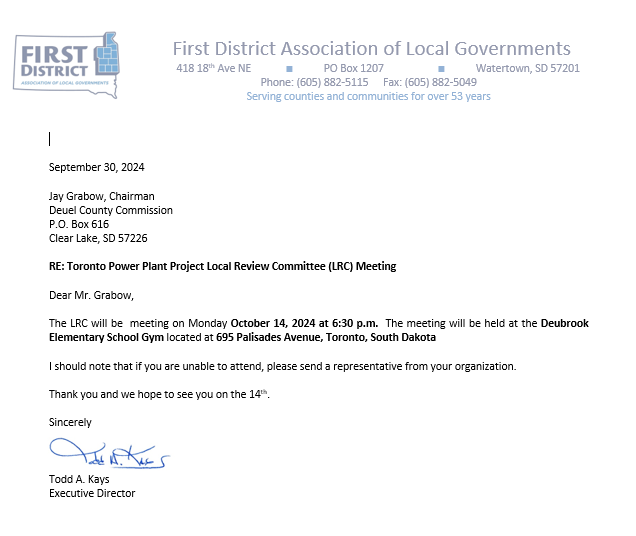 FIRST
DISTRICT
ASSOCIATION OF LOCAL GOVERNMENTS
First District Association of Local Governments
418 18th Ave NE ■ PO Box 1207 ■ Watertown, SD 57201
Phone: (605) 882-5115 Fax: (605) 882-5049
Serving counties and communities for over 53 years
September 30, 2024
Jay Grabow, Chairman
Deuel County Commission
P.O. Box 616
Clear Lake, SD 57226
RE: Toronto Power Plant Project Local Review Committee (LRC) Meeting
Dear Mr. Grabow,
The LRC will be meeting on Monday October 14, 2024 at 6:30 p.m. The meeting will be held at the Deubrook
Elementary School Gym located at 695 Palisades Avenue, Toronto, South Dakota
I should note that if you are unable to attend, please send a representative from your organization.
Thank you and we hope to see you on the 14th.
Sincerely
Todd A. Kays
Todd A. Kays
Executive Director